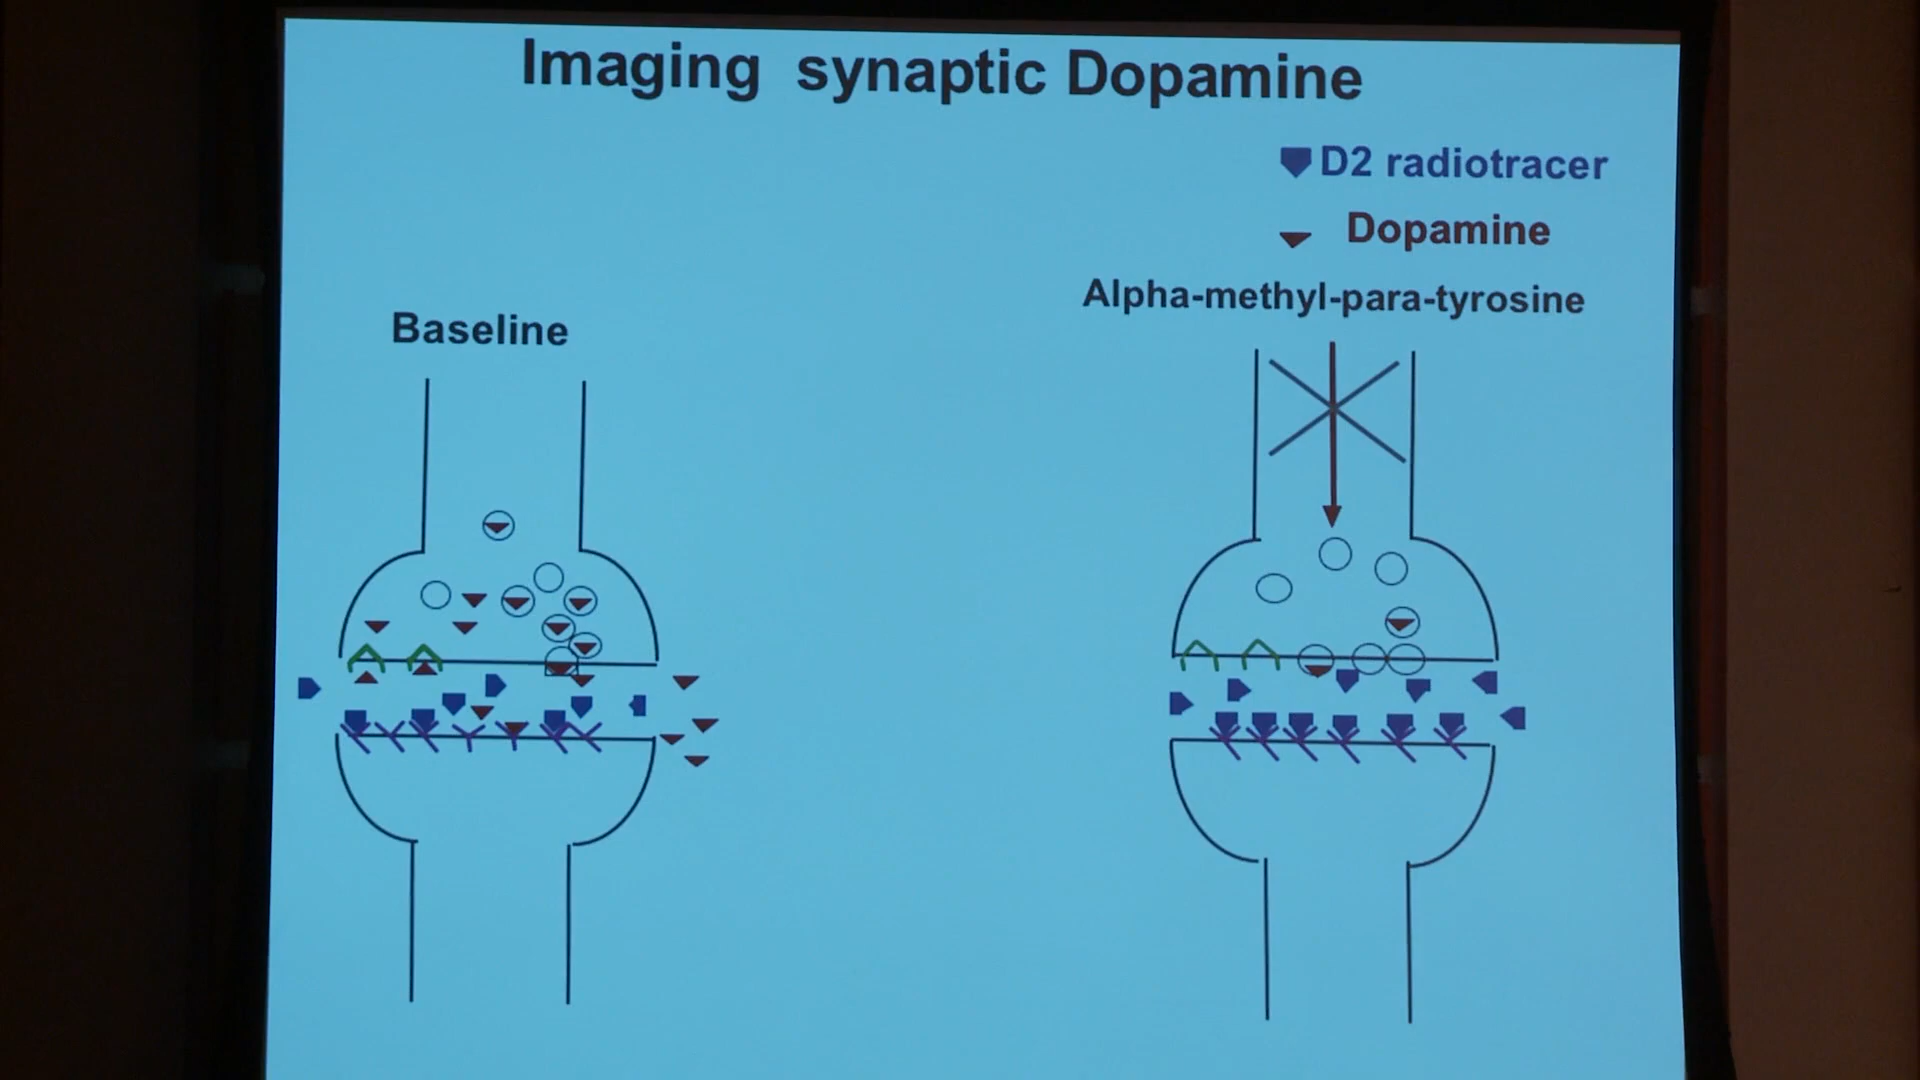 Imaging synaptic Dopamine
D2 radiotracer
Dopamine
Alpha-methyl-para-tyrosine
Baseline